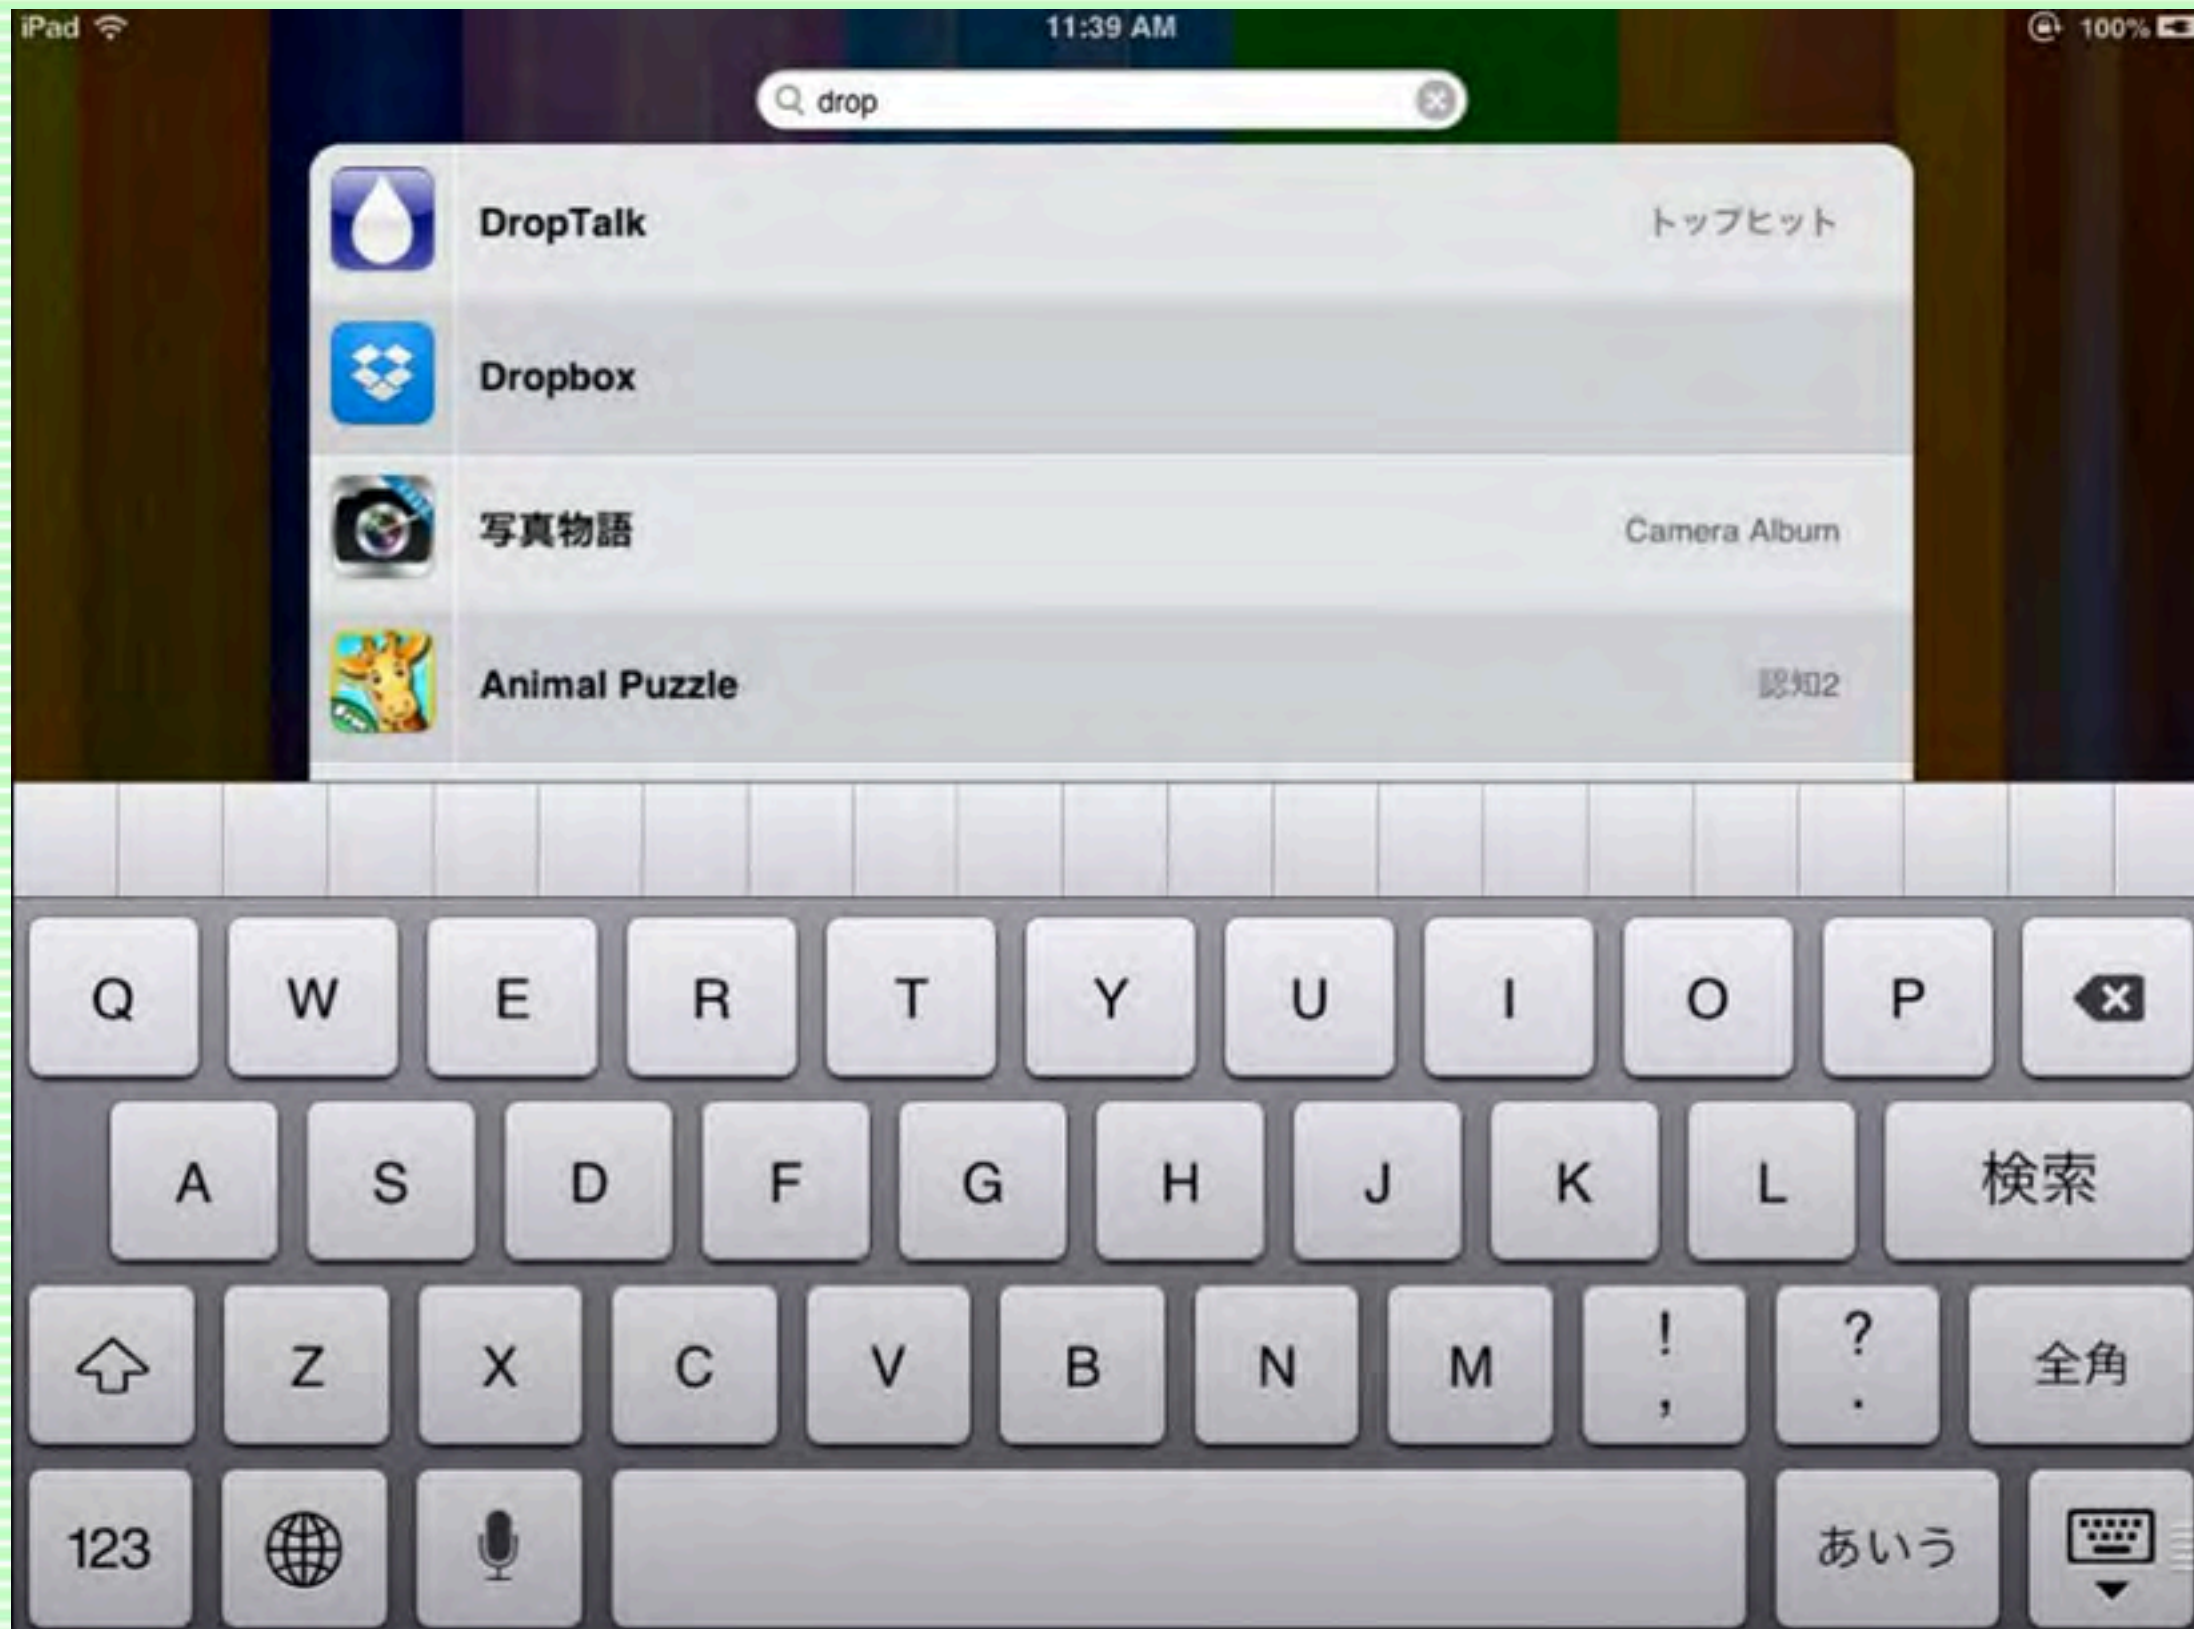 iPad
11:39 AM
100%
drop
DropTalk トップヒット
Dropbox
写真物語 Camera Album
Animal Puzzle 認知2
Q W E R T Y U I O P
A S D F G H J K L 検索
Z X C V B N M ! , ? . 全角
123 あいう